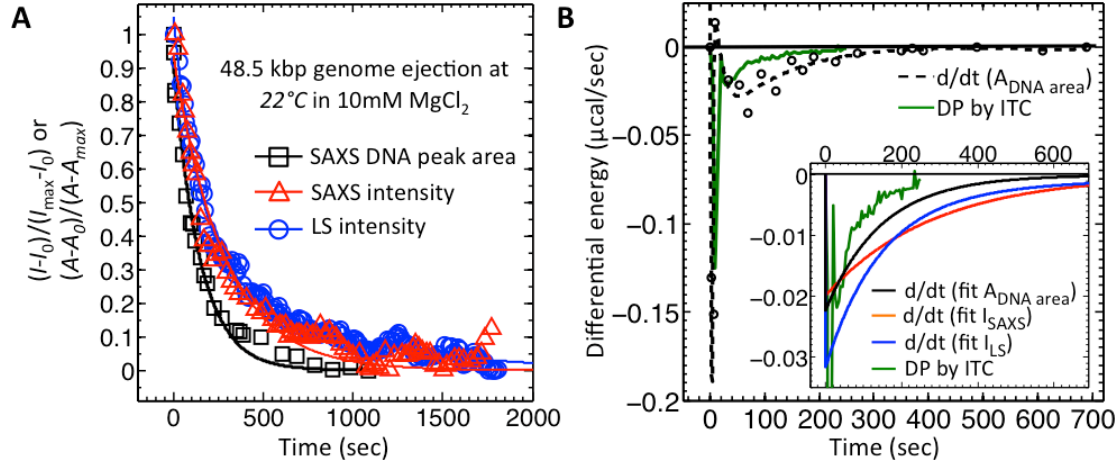 A
(I-I₀)/(Iₘₐₓ-I₀) or
(A-A₀)/(A-Aₘₐₓ)
1
0.9
0.8
0.7
0.6
0.5
0.4
0.3
0.2
0.1
0
48.5 kbp genome ejection at
22°C in 10mM MgCl₂
SAXS DNA peak area
SAXS intensity
LS intensity
0
500
1000
1500
2000
Time (sec)
B
Differential energy (μcal/sec)
0
−0.05
−0.1
−0.15
−0.2
d/dt (A_DNA area)
DP by ITC
0
200
400
600
0
−0.01
−0.02
−0.03
d/dt (fit A_DNA area)
d/dt (fit I_SAXS)
d/dt (fit I_LS)
DP by ITC
0
100
200
300
400
500
600
700
Time (sec)